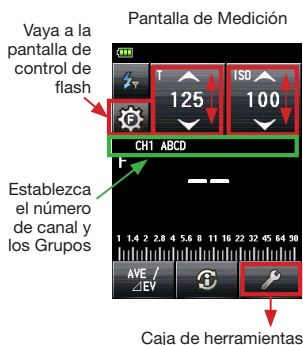 Pantalla de Medición
Vaya a la
pantalla de
control de
flash
T
125
ISO
100
F
CH1 ABCD
F
Establezca
el número
de canal y
los Grupos
1 1.4 2 2.8 4 5.6 8 11 16 22 32 45 64 90
AVE /
⊿EV
Caja de herramientas